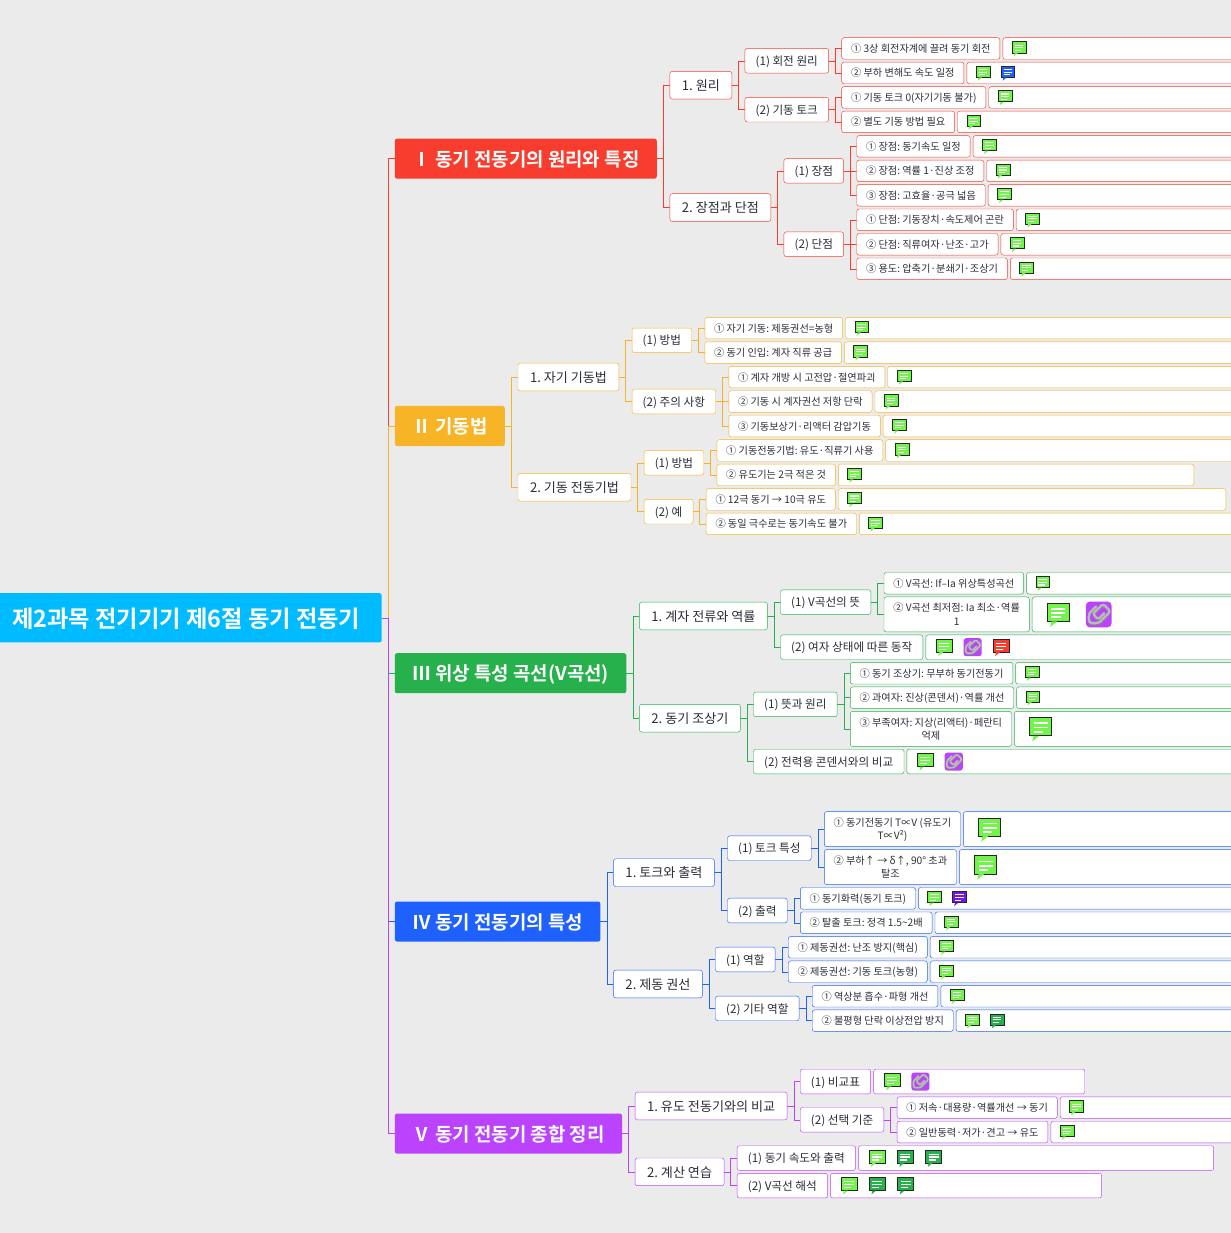 제2과목 전기기기 제6절 동기 전동기
Ⅰ 동기 전동기의 원리와 특징
1. 원리
(1) 회전 원리
① 3상 회전자계에 끌려 동기 회전
② 부하 변해도 속도 일정
(2) 기동 토크
① 기동 토크 0(자기기동 불가)
② 별도 기동 방법 필요
2. 장점과 단점
(1) 장점
① 장점: 동기속도 일정
② 장점: 역률 1·진상 조정
③ 장점: 고효율·공극 넓음
(2) 단점
① 단점: 기동장치·속도제어 곤란
② 단점: 직류여자·난조·고가
③ 용도: 압축기·분쇄기·조상기
Ⅱ 기동법
1. 자기 기동법
(1) 방법
① 자기 기동: 제동권선=농형
② 동기 인입: 계자 직류 공급
(2) 주의 사항
① 계자 개방 시 고전압·절연파괴
② 기동 시 계자권선 저항 단락
③ 기동보상기·리액터 감압기동
2. 기동 전동기법
(1) 방법
① 기동전동기법: 유도·직류기 사용
② 유도기는 2극 적은 것
(2) 예
① 12극 동기 → 10극 유도
② 동일 극수로는 동기속도 불가
Ⅲ 위상 특성 곡선(V곡선)
1. 계자 전류와 역률
(1) V곡선의 뜻
① V곡선: If–Ia 위상특성곡선
② V곡선 최저점: Ia 최소·역률
1
(2) 여자 상태에 따른 동작
2. 동기 조상기
(1) 뜻과 원리
① 동기 조상기: 무부하 동기전동기
② 과여자: 진상(콘덴서)·역률 개선
③ 부족여자: 지상(리액터)·페란티
억제
(2) 전력용 콘덴서와의 비교
Ⅳ 동기 전동기의 특성
1. 토크와 출력
(1) 토크 특성
① 동기전동기 T∝V (유도기
T∝V²)
② 부하↑ → δ↑, 90° 초과
탈조
(2) 출력
① 동기화력(동기 토크)
② 탈출 토크: 정격 1.5~2배
2. 제동 권선
(1) 역할
① 제동권선: 난조 방지(핵심)
② 제동권선: 기동 토크(농형)
(2) 기타 역할
① 역상분 흡수·파형 개선
② 불평형 단락 이상전압 방지
Ⅴ 동기 전동기 종합 정리
1. 유도 전동기와의 비교
(1) 비교표
(2) 선택 기준
① 저속·대용량·역률개선 → 동기
② 일반동력·저가·견고 → 유도
2. 계산 연습
(1) 동기 속도와 출력
(2) V곡선 해석